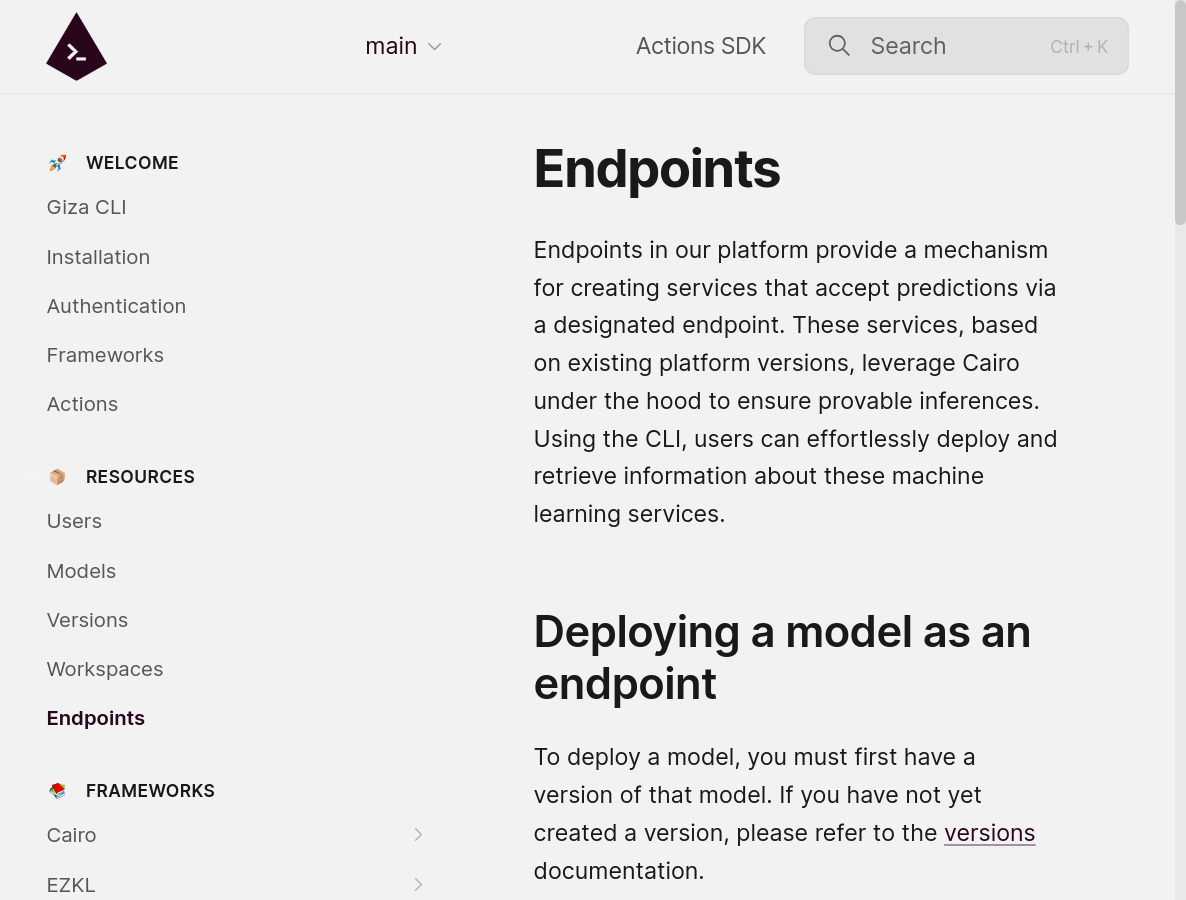 main
Actions SDK
Search
Ctrl + K
WELCOME
Giza CLI
Installation
Authentication
Frameworks
Actions
RESOURCES
Users
Models
Versions
Workspaces
Endpoints
FRAMEWORKS
Cairo
EZKL
Endpoints
Endpoints in our platform provide a mechanism
for creating services that accept predictions via
a designated endpoint. These services, based
on existing platform versions, leverage Cairo
under the hood to ensure provable inferences.
Using the CLI, users can effortlessly deploy and
retrieve information about these machine
learning services.
Deploying a model as an
endpoint
To deploy a model, you must first have a
version of that model. If you have not yet
created a version, please refer to the versions
documentation.